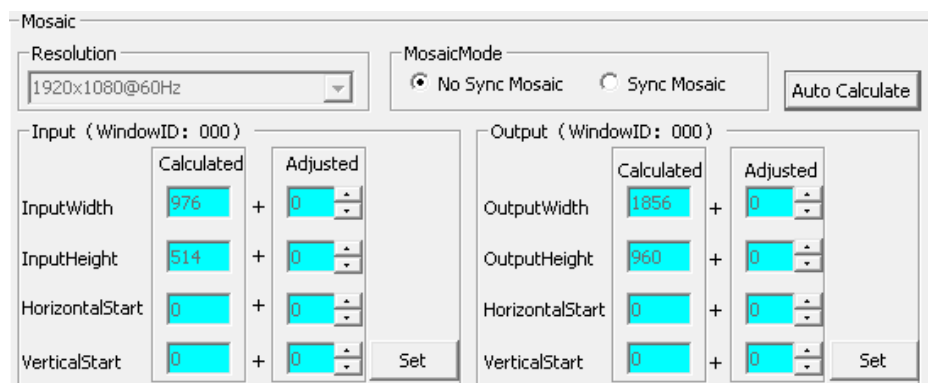 Mosaic
Resolution MosaicMode
1920x1080@60Hz No Sync Mosaic Sync Mosaic Auto Calculate
Input (WindowID: 000) Output (WindowID: 000)
Calculated Adjusted Calculated Adjusted
InputWidth 976 + 0 OutputWidth 1856 + 0
InputHeight 514 + 0 OutputHeight 960 + 0
HorizontalStart 0 + 0 HorizontalStart 0 + 0
VerticalStart 0 + 0 Set VerticalStart 0 + 0 Set